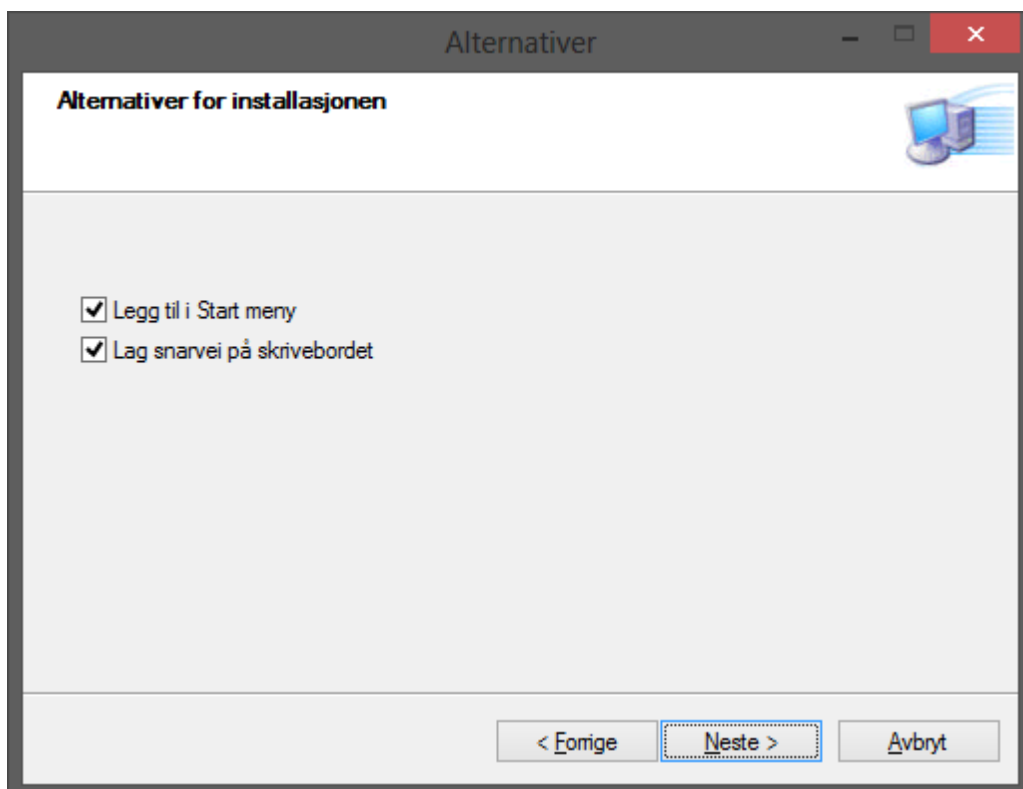 Alternativer
Alternativer for installasjonen
Legg til i Start meny
Lag snarvei på skrivebordet
< Forrige
Neste >
Avbryt